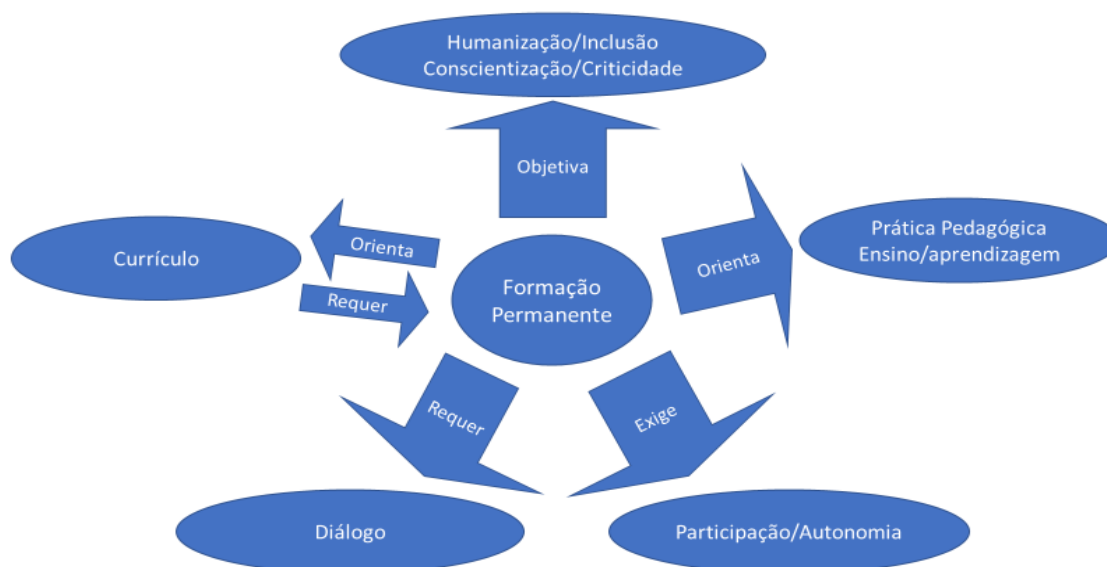 Humanização/Inclusão
Conscientização/Criticidade
Objetiva
Prática Pedagógica
Ensino/aprendizagem
Orienta
Currículo
Orienta
Requer
Formação
Permanente
Requer
Exige
Diálogo
Participação/Autonomia